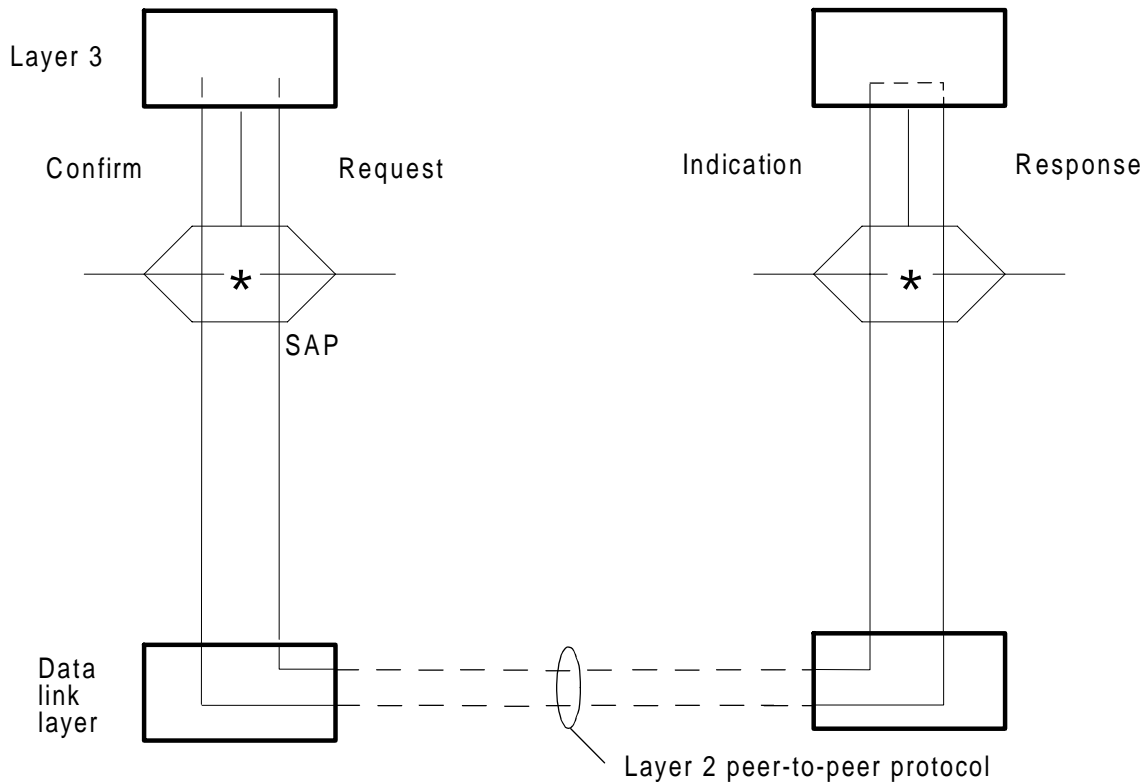 Layer 3
Confirm
Request
Indication
Response
*
*
SAP
Data
link
layer
Layer 2 peer-to-peer protocol